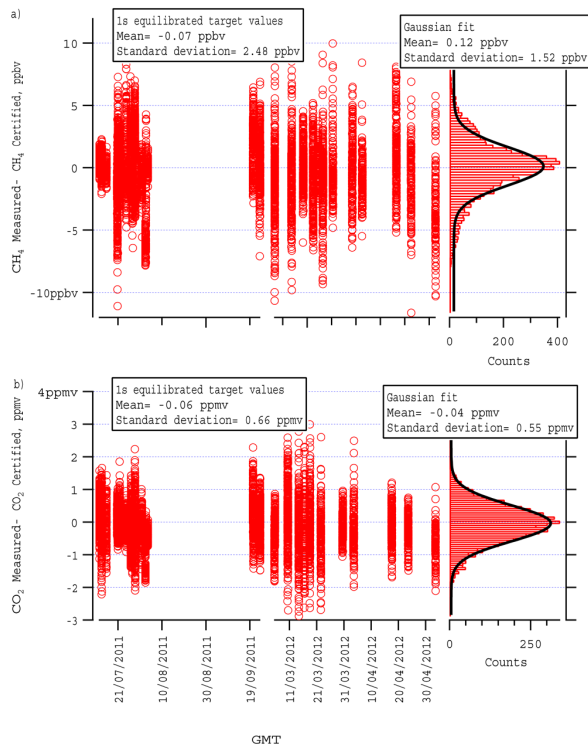 a)
1s equilibrated target values
Mean= -0.07 ppbv
Standard deviation= 2.48 ppbv
Gaussian fit
Mean= 0.12 ppbv
Standard deviation= 1.52 ppbv
CH4 Measured- CH4 Certified, ppbv
10
5
0
-5
-10ppbv
0 200 400
Counts
b)
1s equilibrated target values
Mean= -0.06 ppmv
Standard deviation= 0.66 ppmv
Gaussian fit
Mean= -0.04 ppmv
Standard deviation= 0.55 ppmv
CO2 Measured- CO2 Certified, ppmv
4ppmv
3
2
1
0
-1
-2
-3
0 250
Counts
21/07/2011
10/08/2011
30/08/2011
19/09/2011
11/03/2012
21/03/2012
31/03/2012
10/04/2012
20/04/2012
30/04/2012
GMT